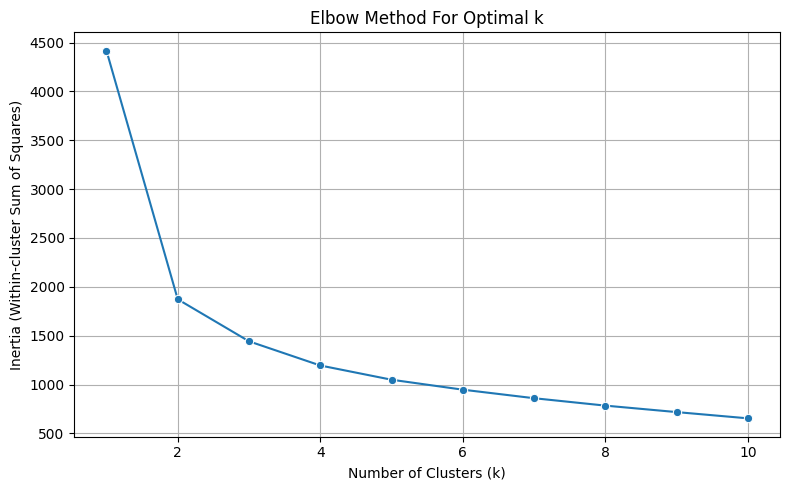 Elbow Method For Optimal k
4500
4000
3500
3000
2500
2000
1500
1000
500
Inertia (Within-cluster Sum of Squares)
2 4 6 8 10
Number of Clusters (k)